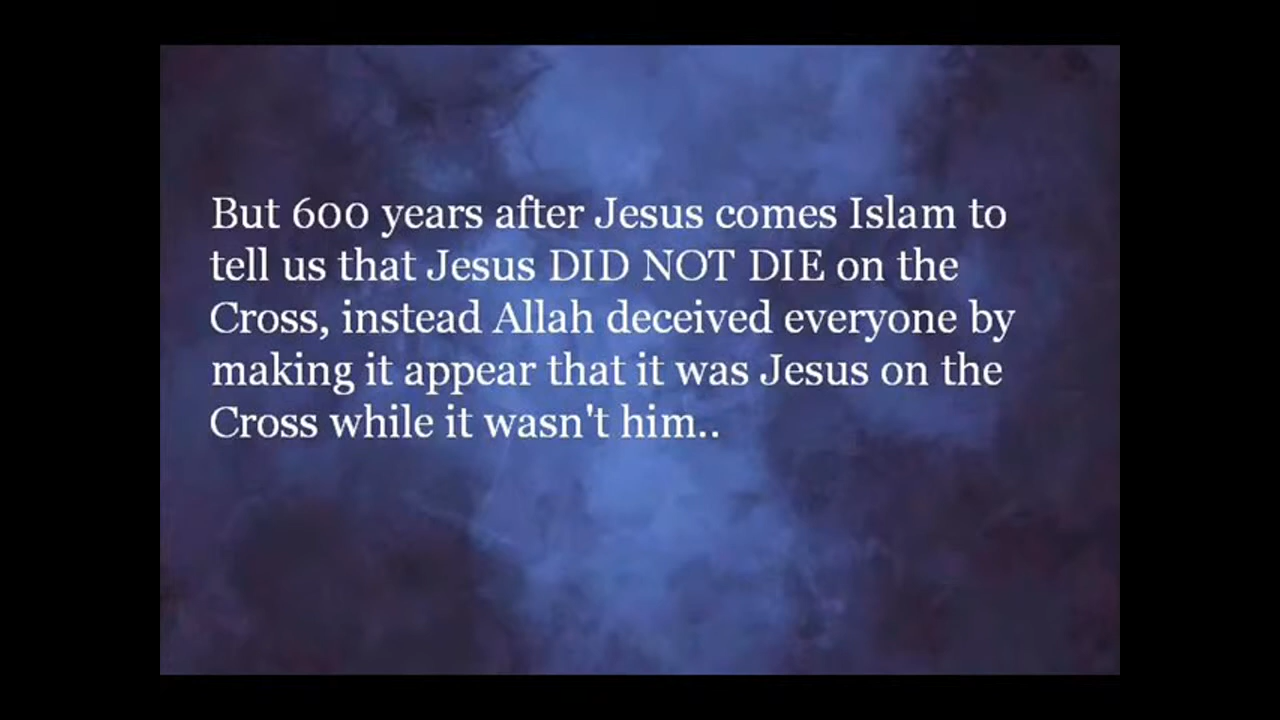 But 600 years after Jesus comes Islam to
tell us that Jesus DID NOT DIE on the
Cross, instead Allah deceived everyone by
making it appear that it was Jesus on the
Cross while it wasn't him..